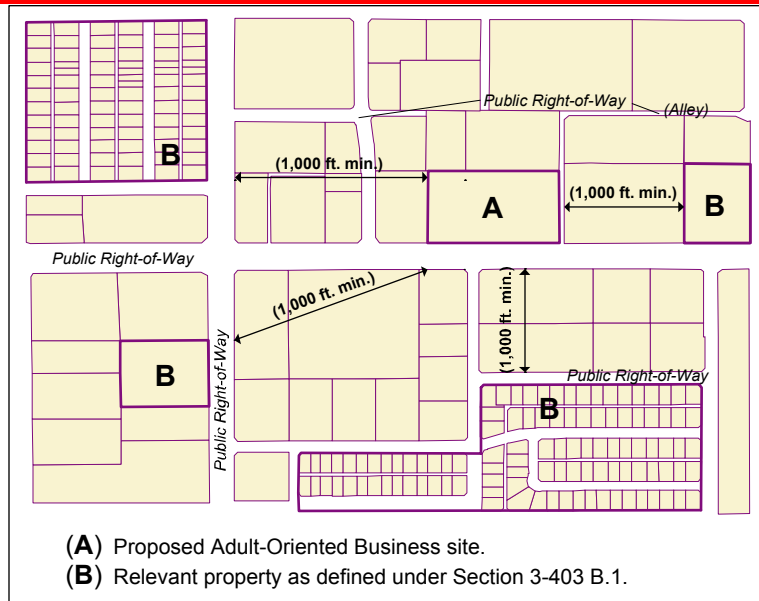 Public Right-of-Way
(Alley)
B
(1,000 ft. min.)
A
(1,000 ft. min.)
B
Public Right-of-Way
(1,000 ft. min.)
(1,000 ft. min.)
B
Public Right-of-Way
Public Right-of-Way
B
(A) Proposed Adult-Oriented Business site.
(B) Relevant property as defined under Section 3-403 B.1.